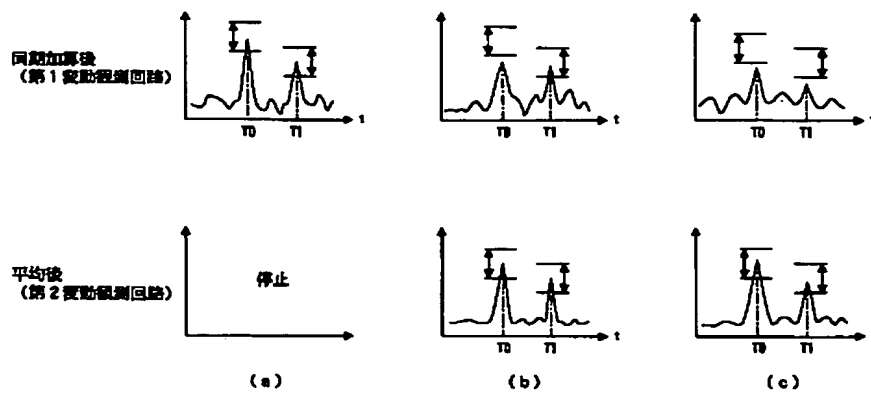 同期加算後
（第１変動観測回路）
T0 T1 t
T0 T1 t
T0 T1 t
平均後
（第２変動観測回路）
停止
T0 T1 t
T0 T1 t
(a) (b) (c)